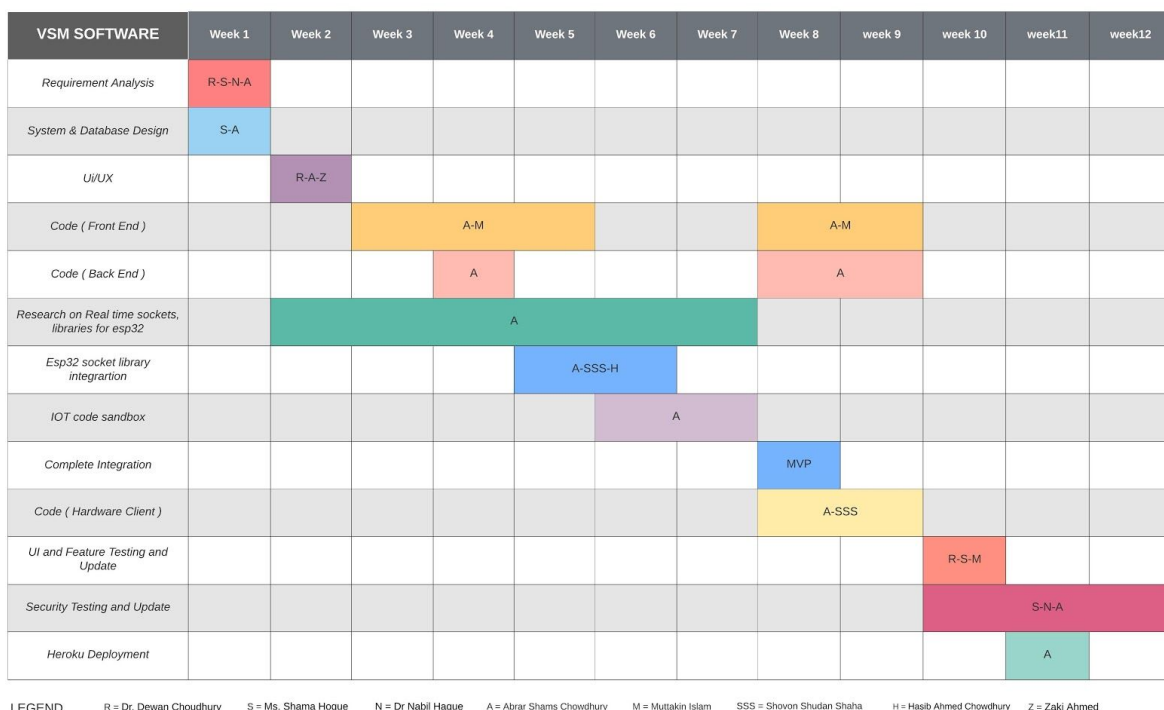 VSM SOFTWARE Week 1 Week 2 Week 3 Week 4 Week 5 Week 6 Week 7 Week 8 week 9 week 10 week11 week12
Requirement Analysis R-S-N-A
System & Database Design S-A
Ui/UX R-A-Z
Code ( Front End ) A-M A-M
Code ( Back End ) A A
Research on Real time sockets,
libraries for esp32 A
Esp32 socket library
integrartion A-SSS-H
IOT code sandbox A
Complete Integration MVP
Code ( Hardware Client ) A-SSS
UI and Feature Testing and
Update R-S-M
Security Testing and Update S-N-A
Heroku Deployment A
LEGEND R = Dr. Dewan Choudhury S = Ms. Shama Hoque N = Dr Nabil Haque A = Abrar Shams Chowdhury M = Muttakin Islam SSS = Shovon Shudan Shaha H = Hasib Ahmed Chowdhury Z = Zaki Ahmed